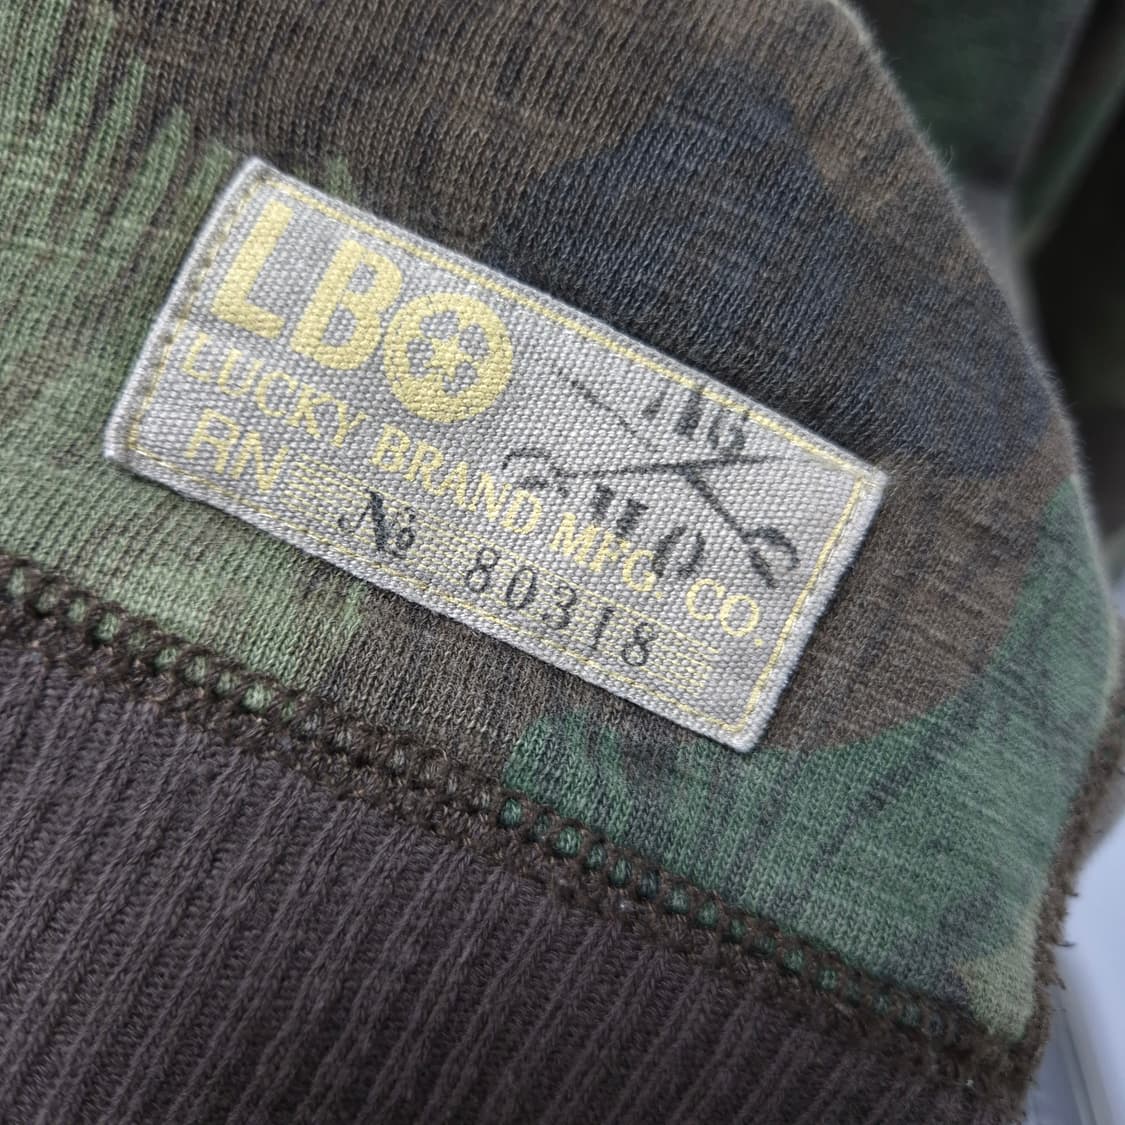 LB
LUCKY BRAND MFG. CO.
RN
№ 80318